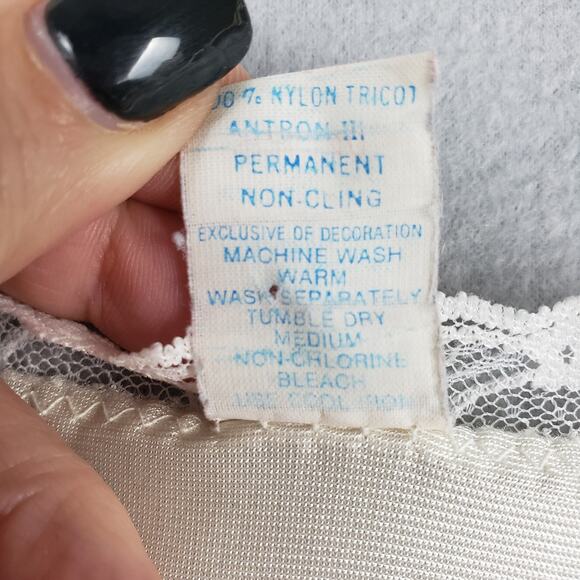 00% NYLON TRICOT
ANTRON III
PERMANENT
NON-CLING
EXCLUSIVE OF DECORATION
MACHINE WASH
WARM
WASH SEPARATELY
TUMBLE DRY
MEDIUM
NON-CHLORINE
BLEACH
USE COOL IRON